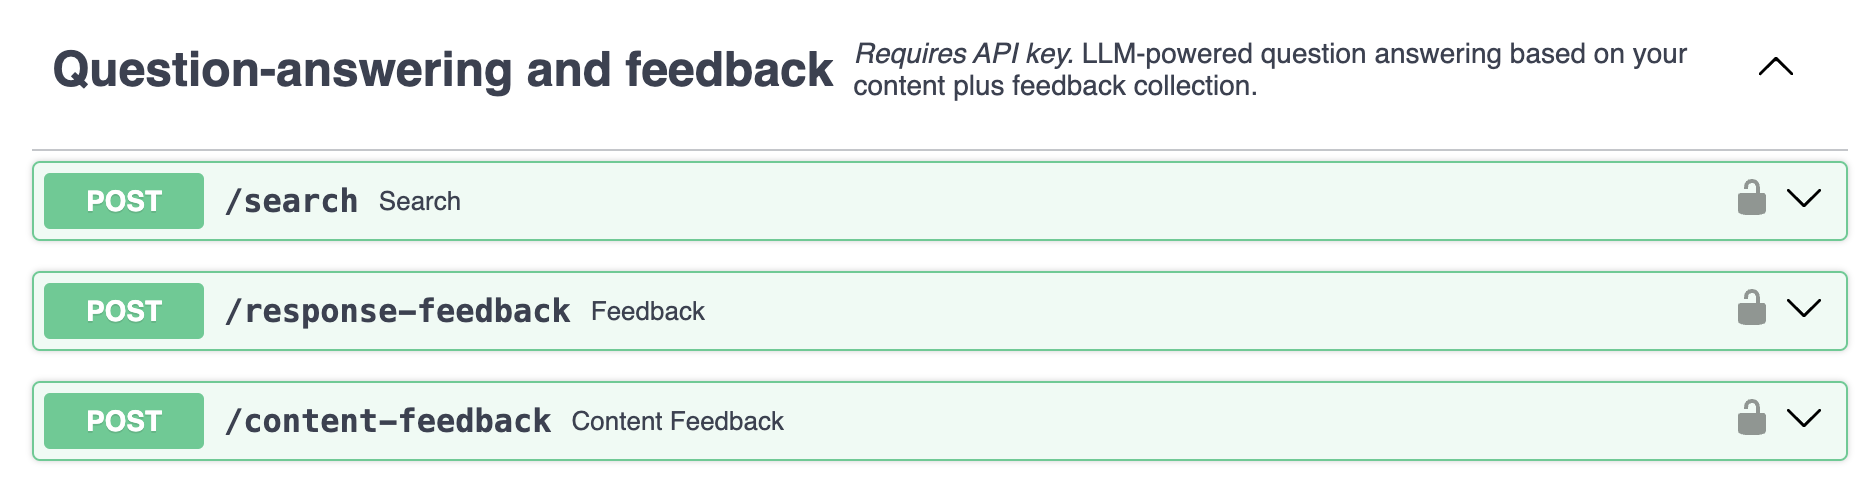 Question-answering and feedback
Requires API key. LLM-powered question answering based on your
content plus feedback collection.
POST /search Search
POST /response-feedback Feedback
POST /content-feedback Content Feedback